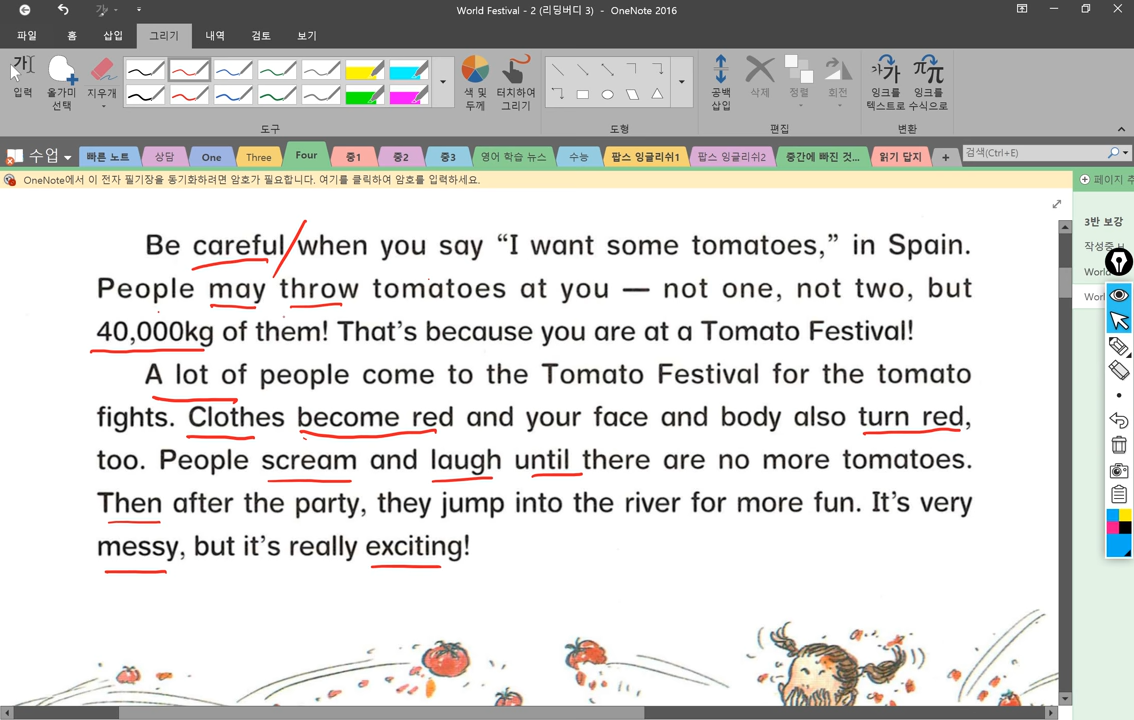 World Festival - 2 (리딩버디 3) - OneNote 2016
파일 홈 삽입 그리기 내역 검토 보기
입력 올가미 선택 지우개 색 및 두께 터치하여 그리기 공백 삽입 삭제 정렬 회전 잉크를 텍스트로 잉크를 수식으로
도구 도형 편집 변환
수업 빠른 노트 상담 One Three Four 중1 중2 중3 영어 학습 뉴스 수능 팝스 잉글리쉬1 팝스 잉글리쉬2 중간에 빠진 것... 읽기 답지 + 검색(Ctrl+E)
OneNote에서 이 전자 필기장을 동기화하려면 암호가 필요합니다. 여기를 클릭하여 암호를 입력하세요.
페이지 추
3반 보강
작성중
World
Worl
Be careful when you say “I want some tomatoes,” in Spain.
People may throw tomatoes at you — not one, not two, but
40,000kg of them! That’s because you are at a Tomato Festival!
A lot of people come to the Tomato Festival for the tomato
fights. Clothes become red and your face and body also turn red,
too. People scream and laugh until there are no more tomatoes.
Then after the party, they jump into the river for more fun. It’s very
messy, but it’s really exciting!